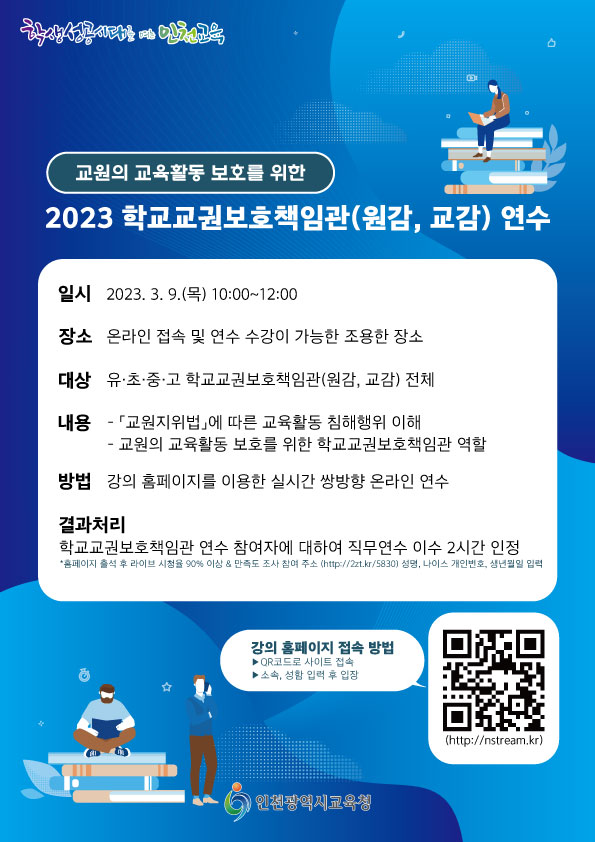 학생성공시대를 여는 인천교육
교원의 교육활동 보호를 위한
2023 학교교권보호책임관(원감, 교감) 연수
일시 2023. 3. 9.(목) 10:00~12:00
장소 온라인 접속 및 연수 수강이 가능한 조용한 장소
대상 유·초·중·고 학교교권보호책임관(원감, 교감) 전체
내용 - 「교원지위법」에 따른 교육활동 침해행위 이해
- 교원의 교육활동 보호를 위한 학교교권보호책임관 역할
방법 강의 홈페이지를 이용한 실시간 쌍방향 온라인 연수
결과처리
학교교권보호책임관 연수 참여자에 대하여 직무연수 이수 2시간 인정
*홈페이지 출석 후 라이브 시청율 90% 이상 & 만족도 조사 참여 주소 (http://2zt.kr/5830) 성명, 나이스 개인번호, 생년월일 입력
강의 홈페이지 접속 방법
▶QR코드로 사이트 접속
▶소속, 성함 입력 후 입장
(http://nstream.kr)
인천광역시교육청